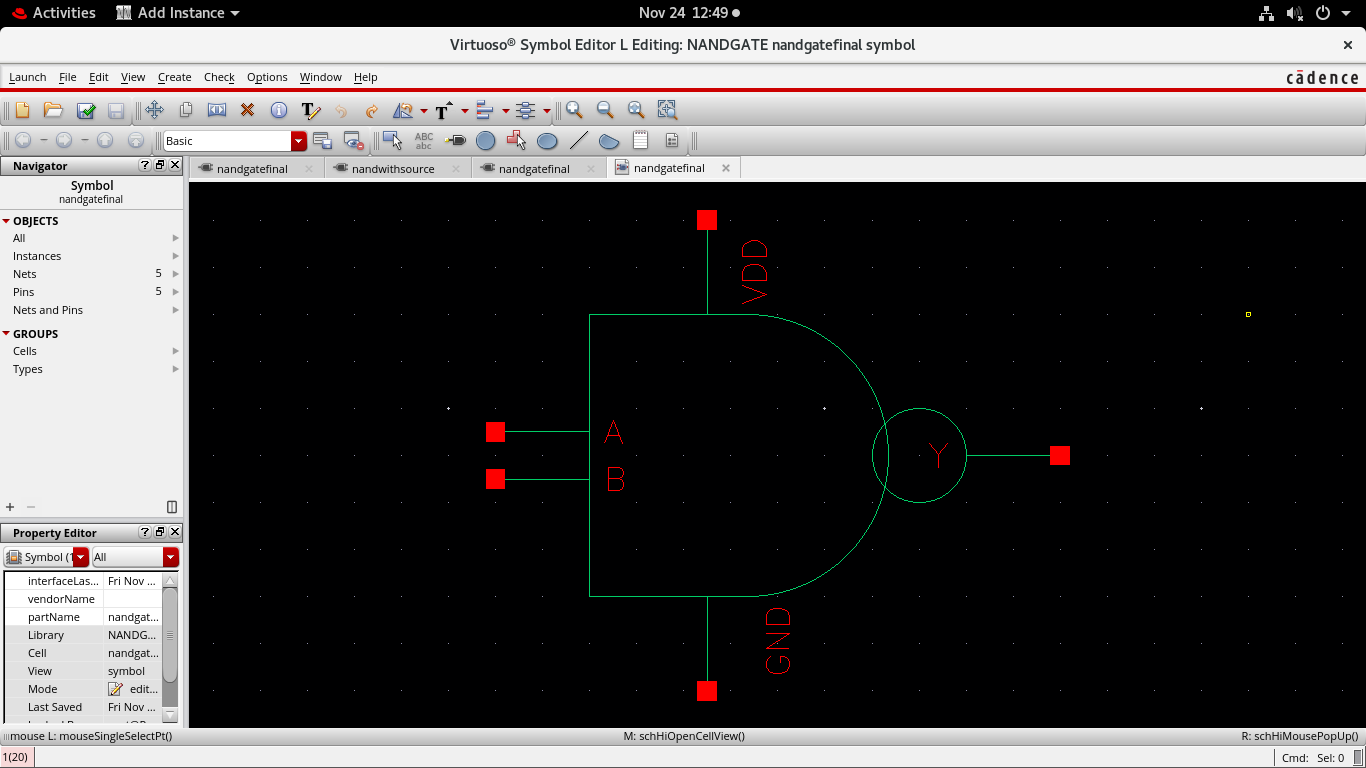 Activities Add Instance Nov 24 12:49
Virtuoso® Symbol Editor L Editing: NANDGATE nandgatefinal symbol
Launch File Edit View Create Check Options Window Help cādence
T T
Basic ABC abc
Navigator ? nandgatefinal nandwithsource nandgatefinal nandgatefinal
Symbol
nandgatefinal
OBJECTS
All
Instances
Nets 5
Pins 5
Nets and Pins
GROUPS
Cells
Types
VDD
A
B
Y
GND
Property Editor ?
Symbol (1 All
interfaceLas... Fri Nov ...
vendorName
partName nandgat...
Library NANDG...
Cell nandgat...
View symbol
Mode edit...
Last Saved Fri Nov ...
mouse L: mouseSingleSelectPt() M: schHiOpenCellView() R: schHiMousePopUp()
1(20) Cmd: Sel: 0